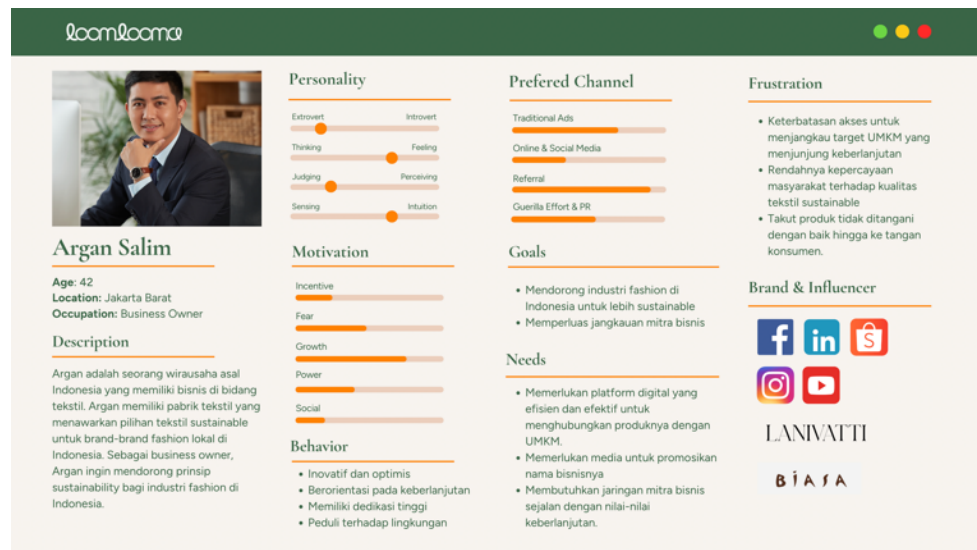 loomloome
Argan Salim
Age: 42
Location: Jakarta Barat
Occupation: Business Owner
Description
Argan adalah seorang wirausaha asal
Indonesia yang memiliki bisnis di bidang
tekstil. Argan memiliki pabrik tekstil yang
menawarkan pilihan tekstil sustainable
untuk brand-brand fashion lokal di
Indonesia. Sebagai business owner,
Argan ingin mendorong prinsip
sustainability bagi industri fashion di
Indonesia.
Personality
Extrovert Introvert
Thinking Feeling
Judging Perceiving
Sensing Intuition
Motivation
Incentive
Fear
Growth
Power
Social
Behavior
• Inovatif dan optimis
• Berorientasi pada keberlanjutan
• Memiliki dedikasi tinggi
• Peduli terhadap lingkungan
Prefered Channel
Traditional Ads
Online & Social Media
Referral
Guerilla Effort & PR
Goals
• Mendorong industri fashion di
Indonesia untuk lebih sustainable
• Memperluas jangkauan mitra bisnis
Needs
• Memerlukan platform digital yang
efisien dan efektif untuk
menghubungkan produknya dengan
UMKM.
• Memerlukan media untuk promosikan
nama bisnisnya
• Membutuhkan jaringan mitra bisnis
sejalan dengan nilai-nilai
keberlanjutan.
Frustration
• Keterbatasan akses untuk
menjangkau target UMKM yang
menjunjung keberlanjutan
• Rendahnya kepercayaan
masyarakat terhadap kualitas
tekstil sustainable
• Takut produk tidak ditangani
dengan baik hingga ke tangan
konsumen.
Brand & Influencer
f in S
LANIVATTI
BIASA